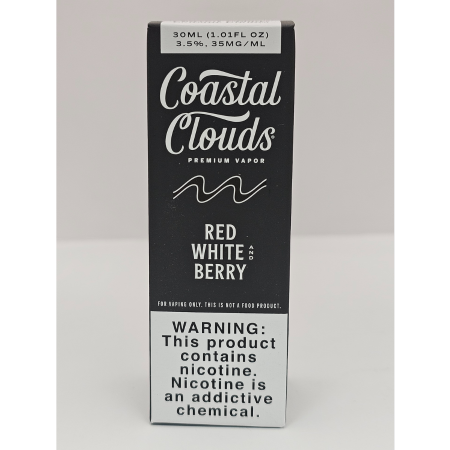 30ML (1.01FL OZ)
3.5%, 35MG/ML
Coastal
Clouds®
PREMIUM VAPOR
RED
WHITE AND
BERRY
FOR VAPING ONLY. THIS IS NOT A FOOD PRODUCT.
WARNING:
This product
contains
nicotine.
Nicotine is
an addictive
chemical.